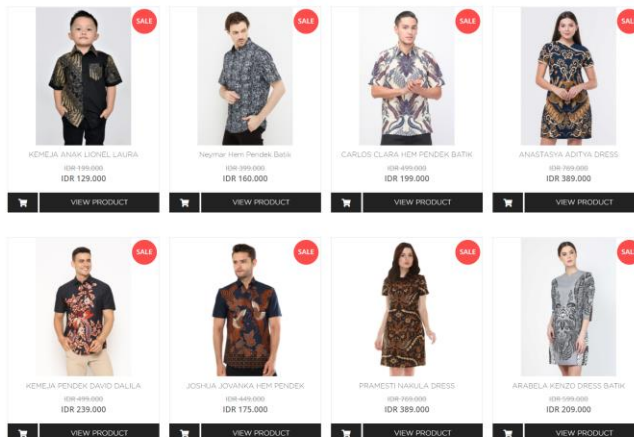 SALE
SALE
SALE
SALE
KEMEJA ANAK LIONEL LAURA
Neymar Hem Pendek Batik
CARLOS CLARA HEM PENDEK BATIK
ANASTASYA ADITYA DRESS
IDR 199.000
IDR 399.000
IDR 499.000
IDR 769.000
IDR 129.000
IDR 160.000
IDR 199.000
IDR 389.000
VIEW PRODUCT
VIEW PRODUCT
VIEW PRODUCT
VIEW PRODUCT
SALE
SALE
SALE
SALE
KEMEJA PENDEK DAVID DALILA
JOSHUA JOVANKA HEM PENDEK
PRAMESTI NAKULA DRESS
ARABELA KENZO DRESS BATIK
IDR 499.000
IDR 449.000
IDR 769.000
IDR 599.000
IDR 239.000
IDR 175.000
IDR 389.000
IDR 209.000
VIEW PRODUCT
VIEW PRODUCT
VIEW PRODUCT
VIEW PRODUCT